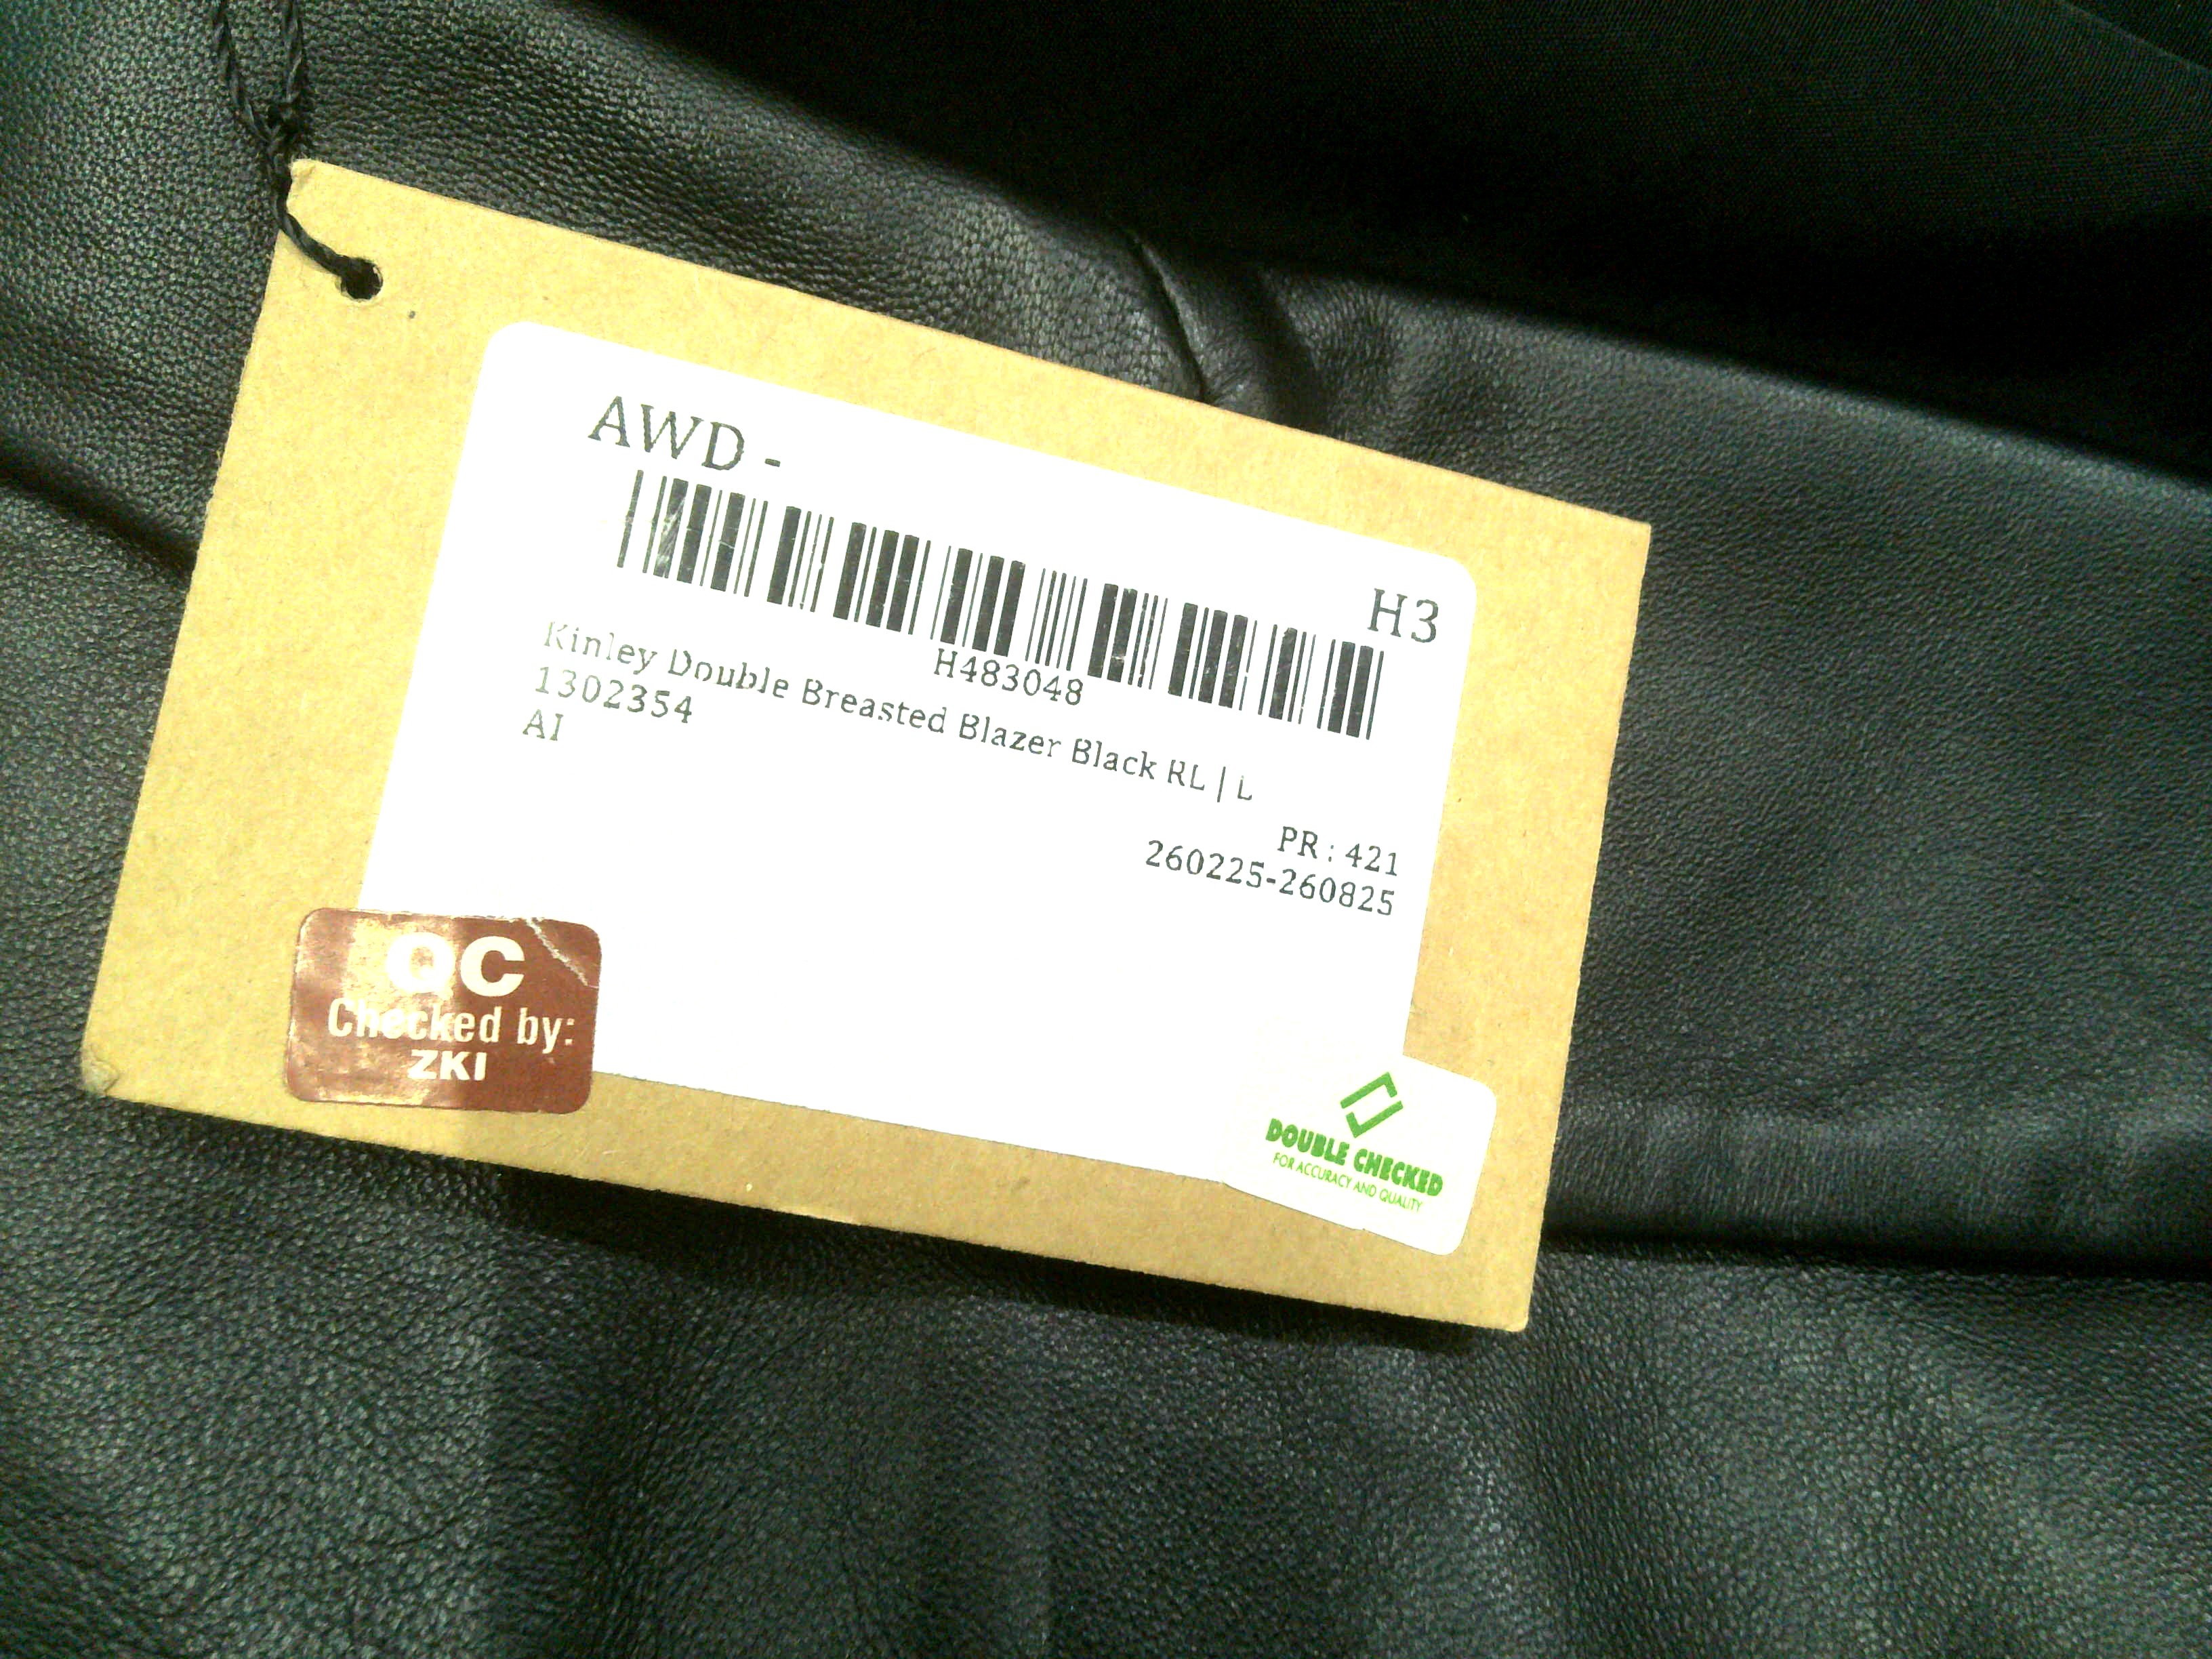 AWD -
H3
H483048
Kinley Double Breasted Blazer Black RL | L
1302354
AI
PR : 421
260225-260825
QC
Checked by:
ZKI
DOUBLE CHECKED
FOR ACCURACY AND QUALITY